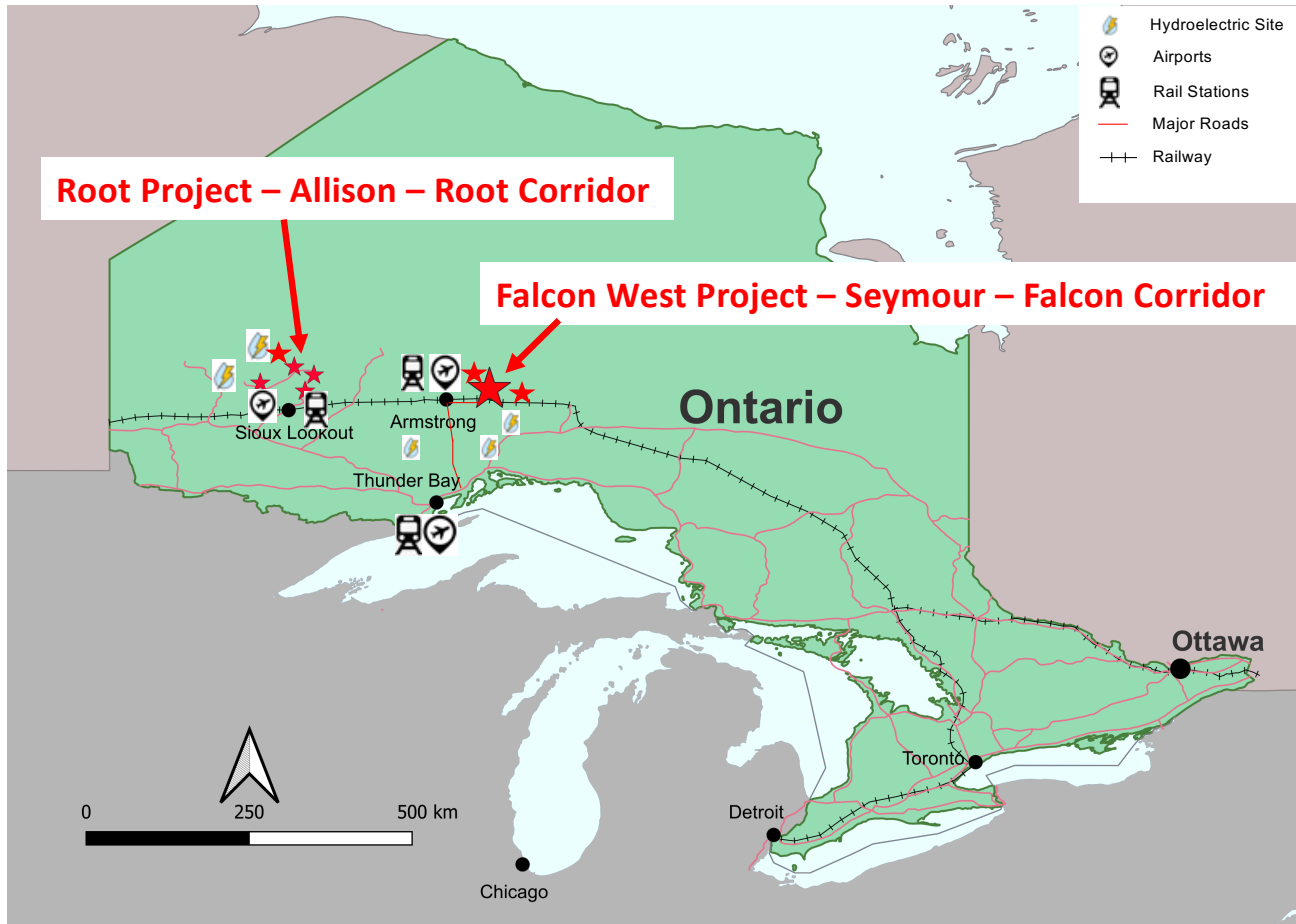 Hydroelectric Site
Airports
Rail Stations
Major Roads
Railway
Root Project – Allison – Root Corridor
Falcon West Project – Seymour – Falcon Corridor
Ontario
Armstrong
Sioux Lookout
Thunder Bay
Ottawa
Toronto
Detroit
Chicago
0 250 500 km